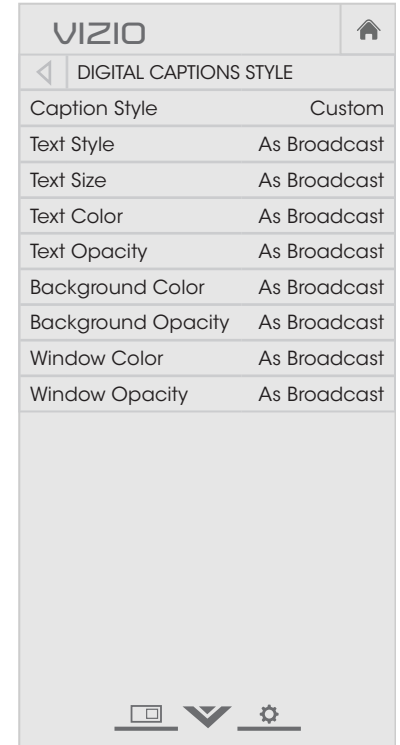 VIZIO
DIGITAL CAPTIONS STYLE
Caption Style Custom
Text Style As Broadcast
Text Size As Broadcast
Text Color As Broadcast
Text Opacity As Broadcast
Background Color As Broadcast
Background Opacity As Broadcast
Window Color As Broadcast
Window Opacity As Broadcast